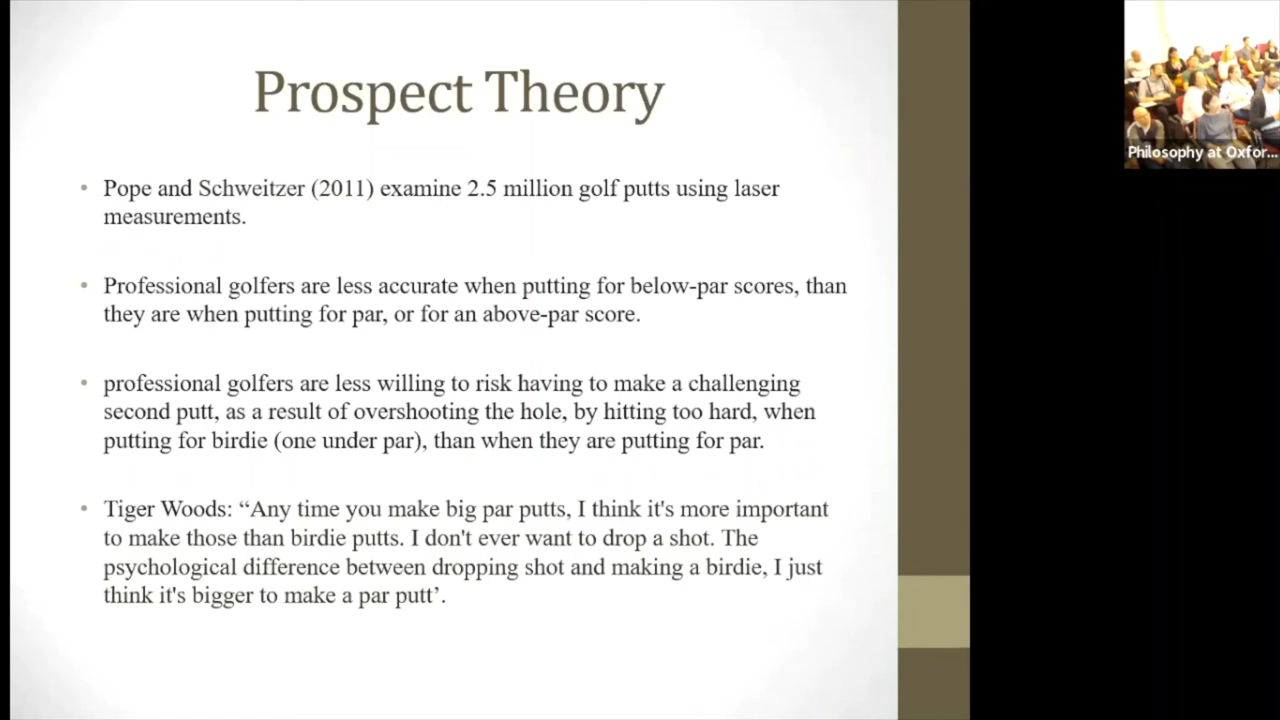 Prospect Theory
• Pope and Schweitzer (2011) examine 2.5 million golf putts using laser
measurements.
• Professional golfers are less accurate when putting for below-par scores, than
they are when putting for par, or for an above-par score.
• professional golfers are less willing to risk having to make a challenging
second putt, as a result of overshooting the hole, by hitting too hard, when
putting for birdie (one under par), than when they are putting for par.
• Tiger Woods: “Any time you make big par putts, I think it's more important
to make those than birdie putts. I don't ever want to drop a shot. The
psychological difference between dropping shot and making a birdie, I just
think it's bigger to make a par putt’.
Philosophy at Oxfor...